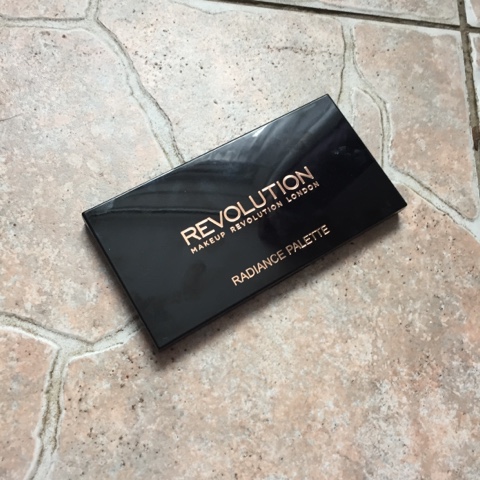 REVOLUTION
MAKEUP REVOLUTION LONDON
RADIANCE PALETTE